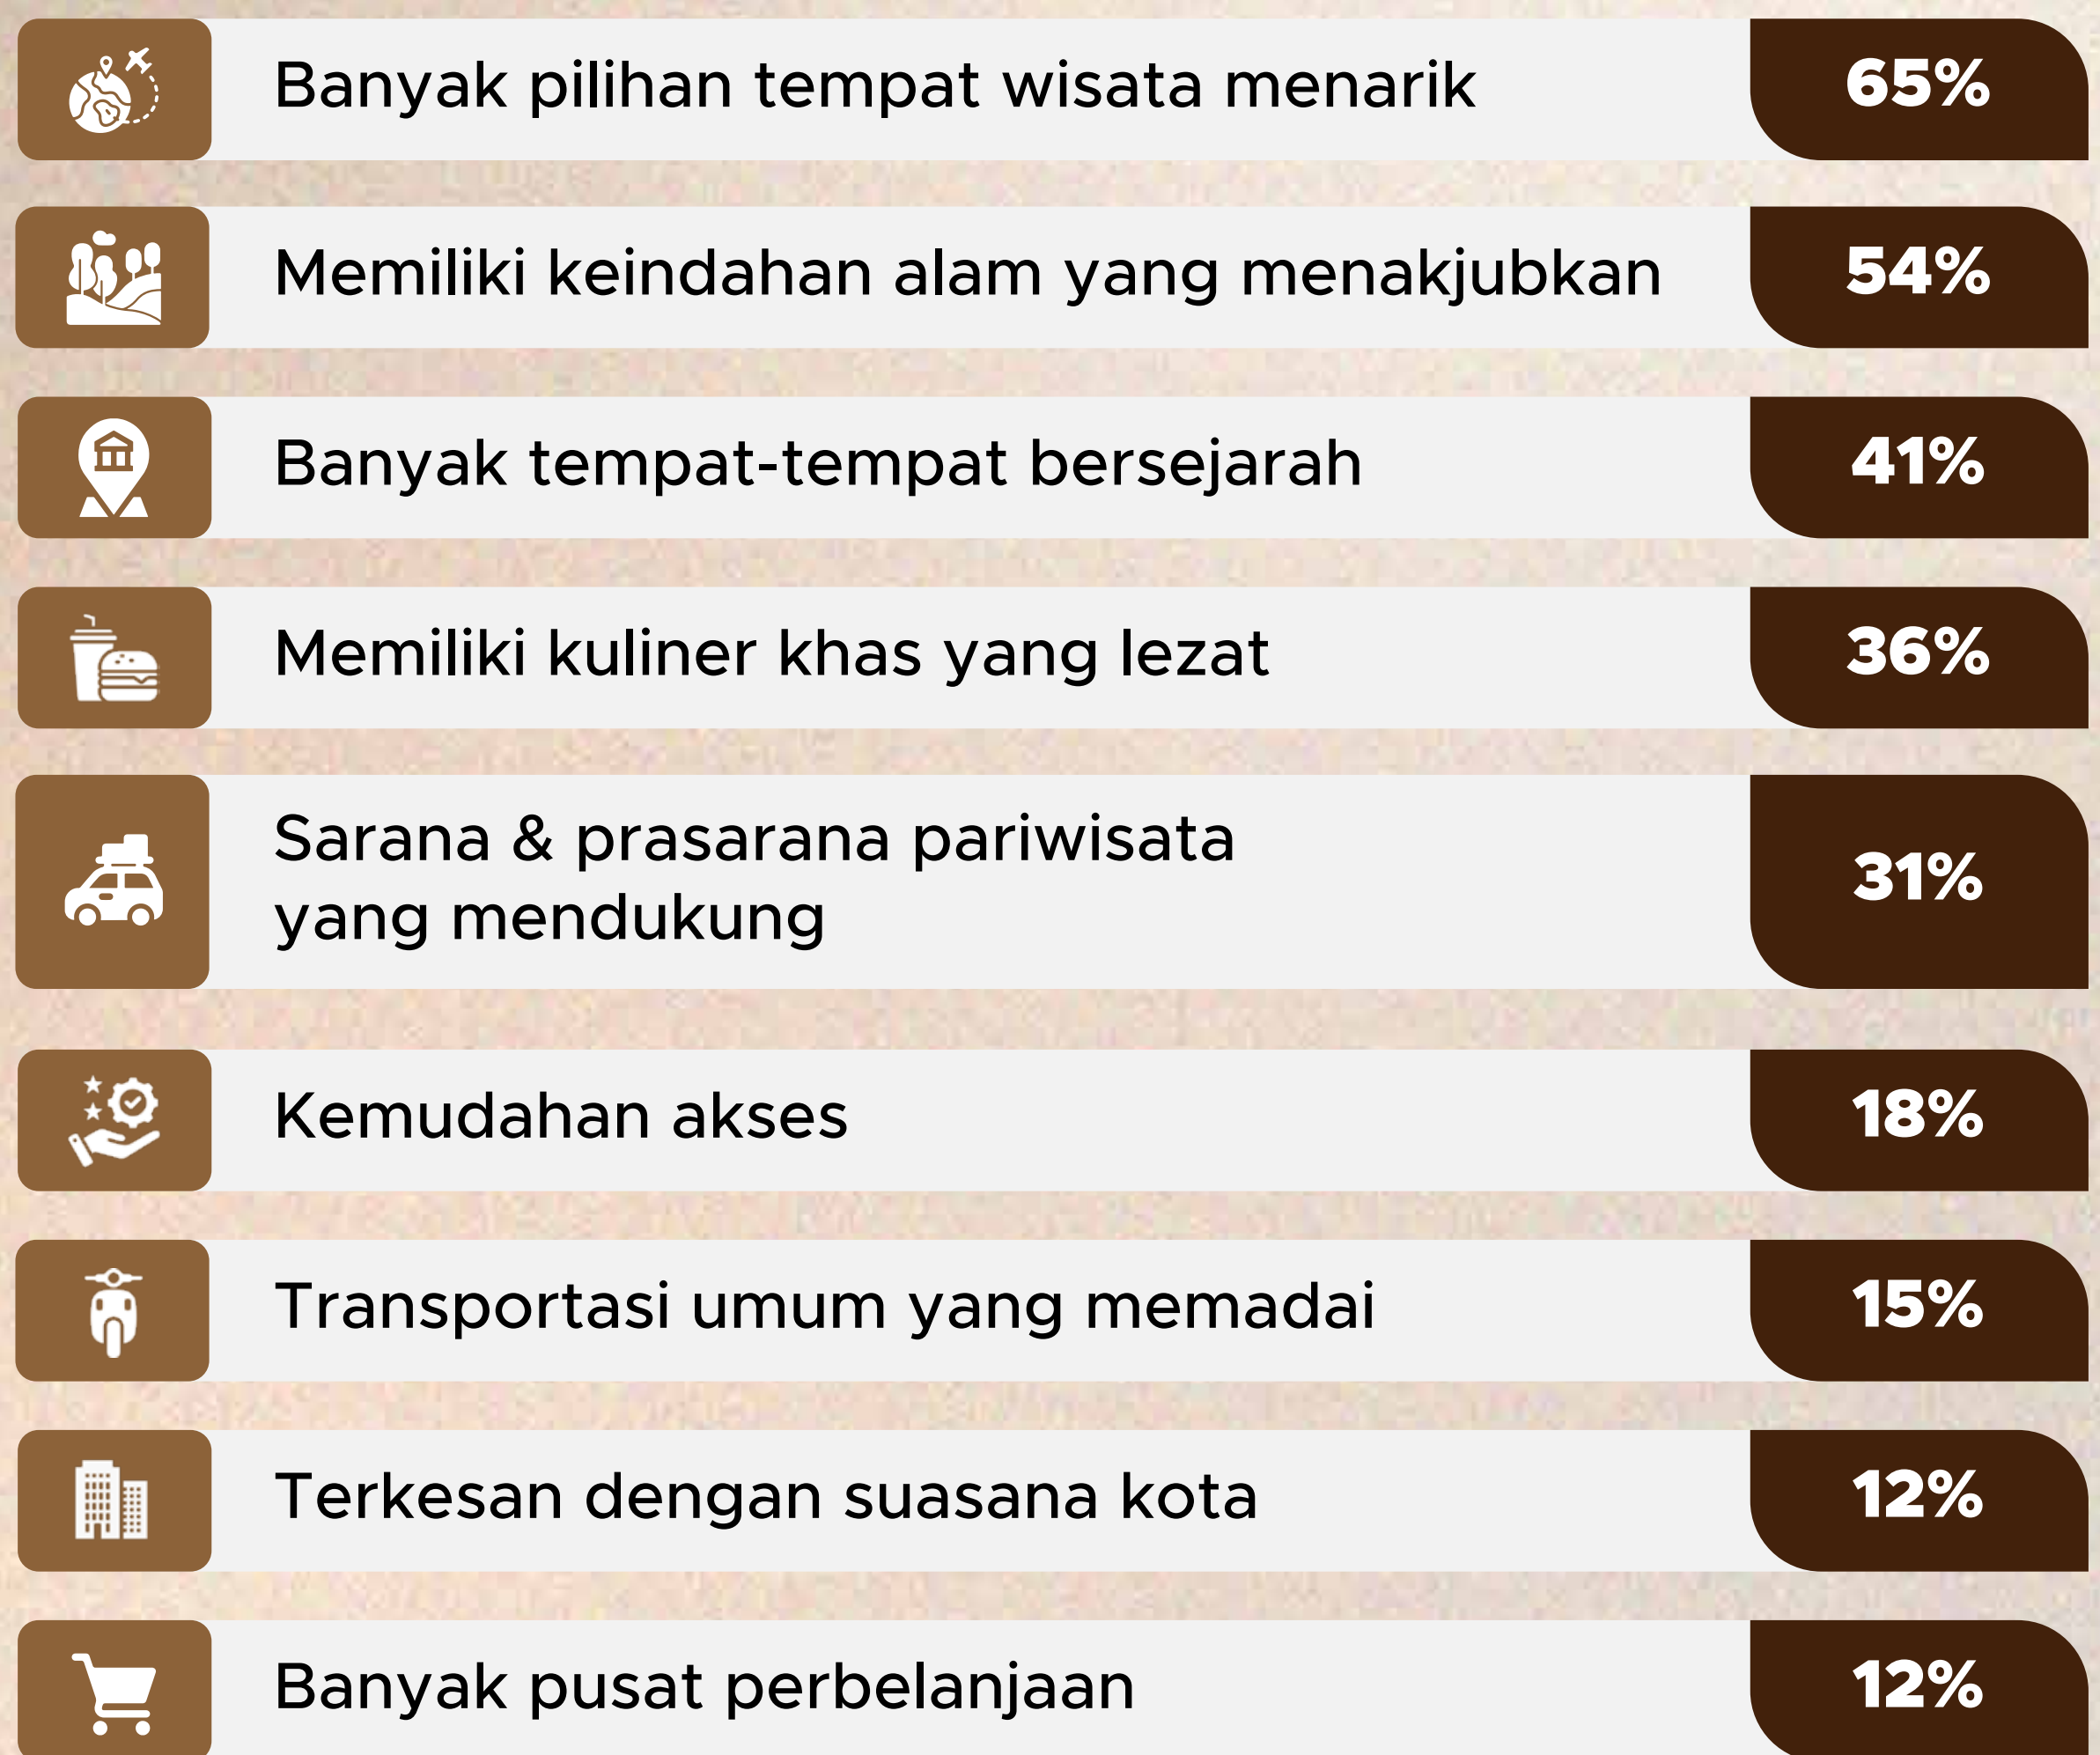 Banyak pilihan tempat wisata menarik 65%
Memiliki keindahan alam yang menakjubkan 54%
Banyak tempat-tempat bersejarah 41%
Memiliki kuliner khas yang lezat 36%
Sarana & prasarana pariwisata
yang mendukung 31%
Kemudahan akses 18%
Transportasi umum yang memadai 15%
Terkesan dengan suasana kota 12%
Banyak pusat perbelanjaan 12%